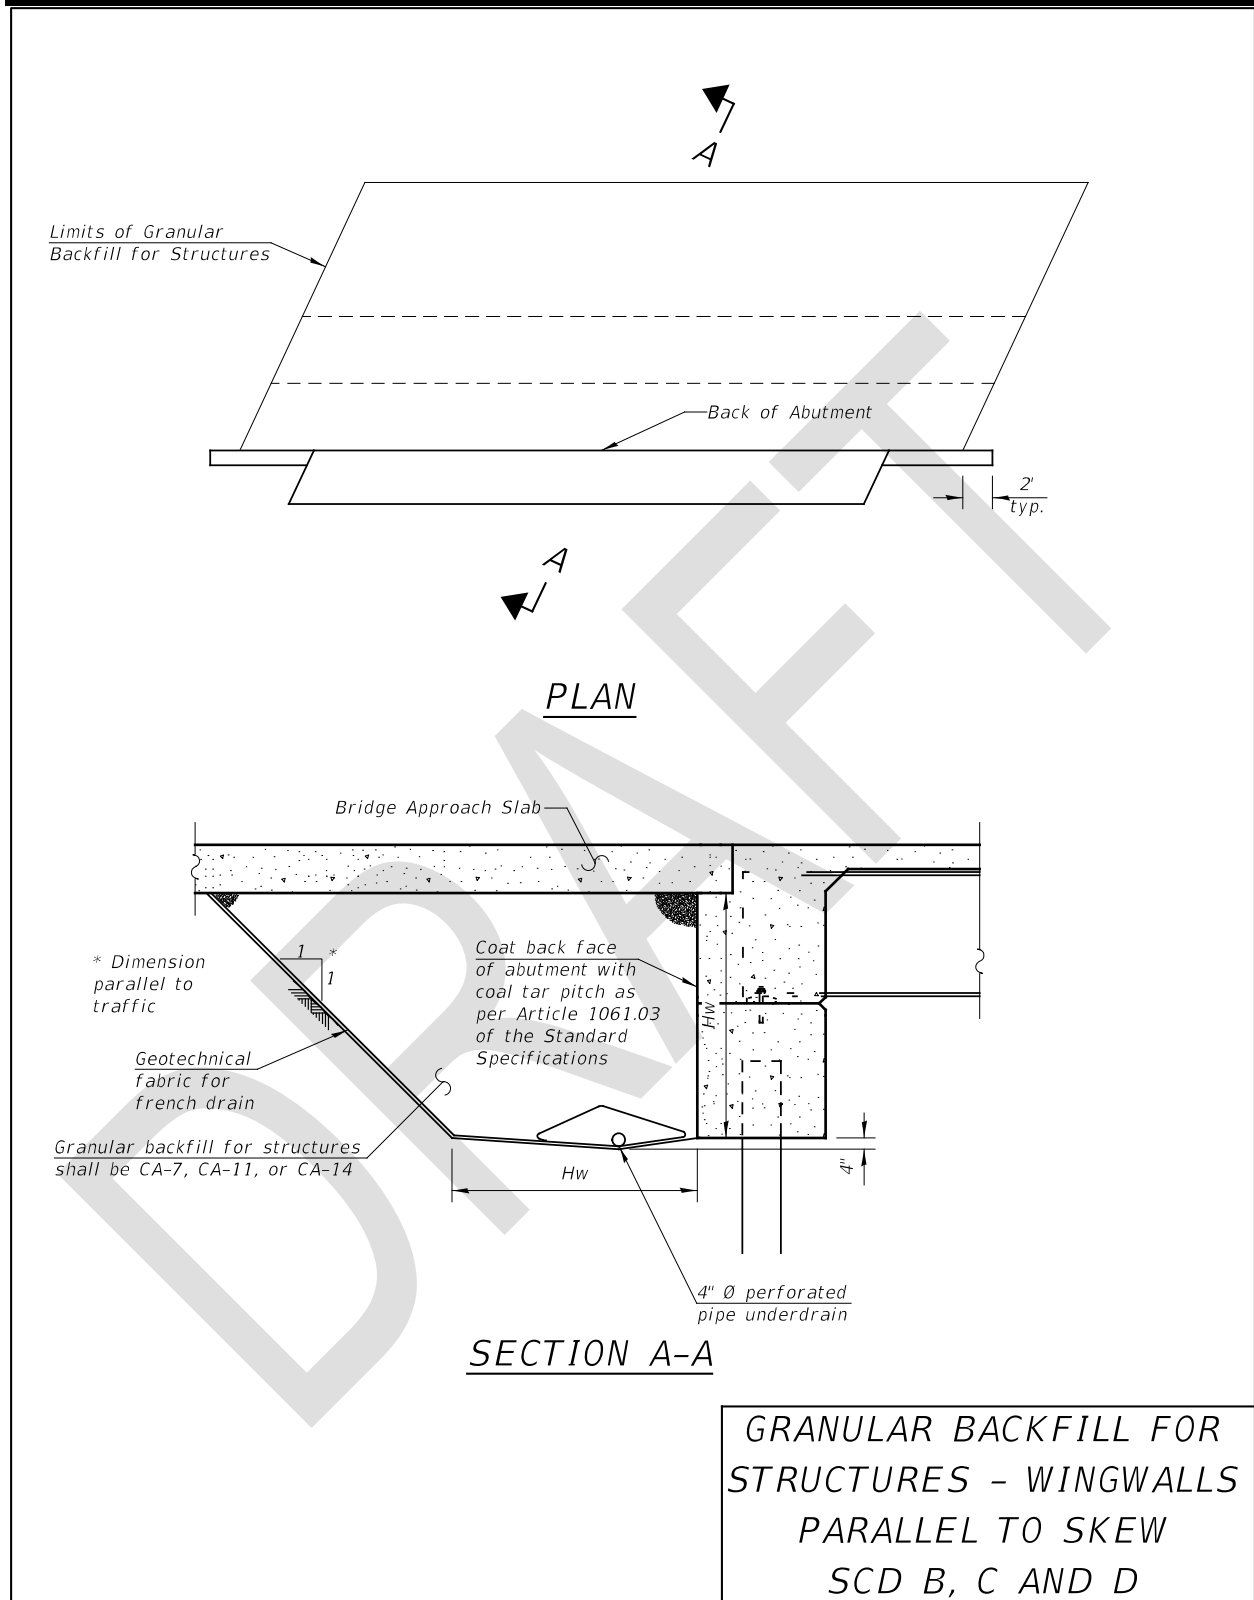 A
Limits of Granular
Backfill for Structures
Back of Abutment
2'
typ.
A
PLAN
Bridge Approach Slab
1
*
1
* Dimension
parallel to
traffic
Coat back face
of abutment with
coal tar pitch as
per Article 1061.03
of the Standard
Specifications
Hw
Geotechnical
fabric for
french drain
Granular backfill for structures
shall be CA-7, CA-11, or CA-14
Hw
4"
4" Ø perforated
pipe underdrain
SECTION A-A
GRANULAR BACKFILL FOR
STRUCTURES - WINGWALLS
PARALLEL TO SKEW
SCD B, C AND D
DRAFT